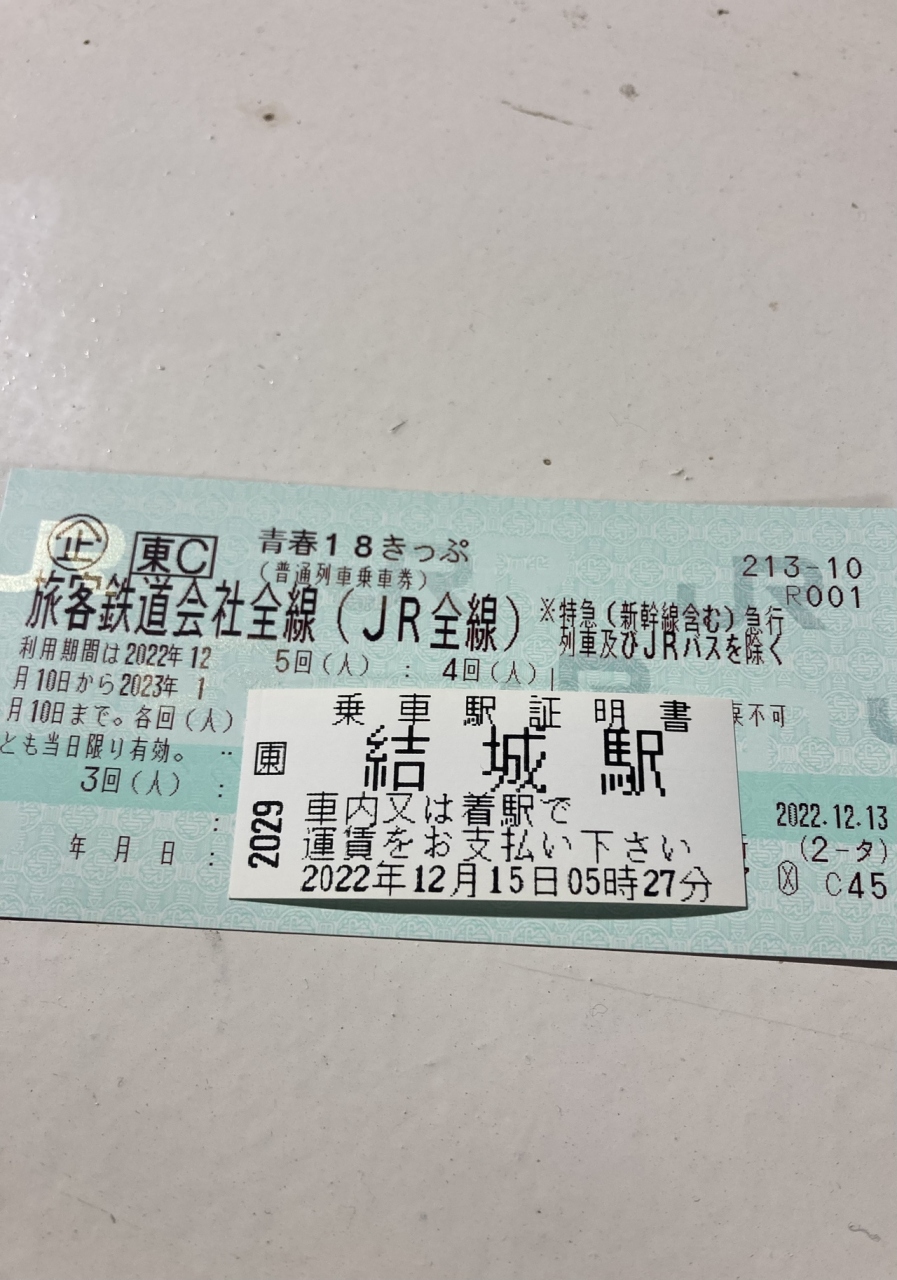 企 東C 青春18きっぷ 213-10
(普通列車乗車券) R001
旅客鉄道会社全線(JR全線) ※特急(新幹線含む)急行
列車及びJRバスを除く
利用期間は2022年12
月10日から2023年 1
月10日まで。各回(人)
とも当日限り有効。
5回(人) : 4回(人)
戻不可
3回(人) :
年 月 日 :
2022.12.13
(2-タ)
C45
乗車駅証明書
東 結城駅
2029
車内又は着駅で
運賃をお支払い下さい
2022年12月15日05時27分